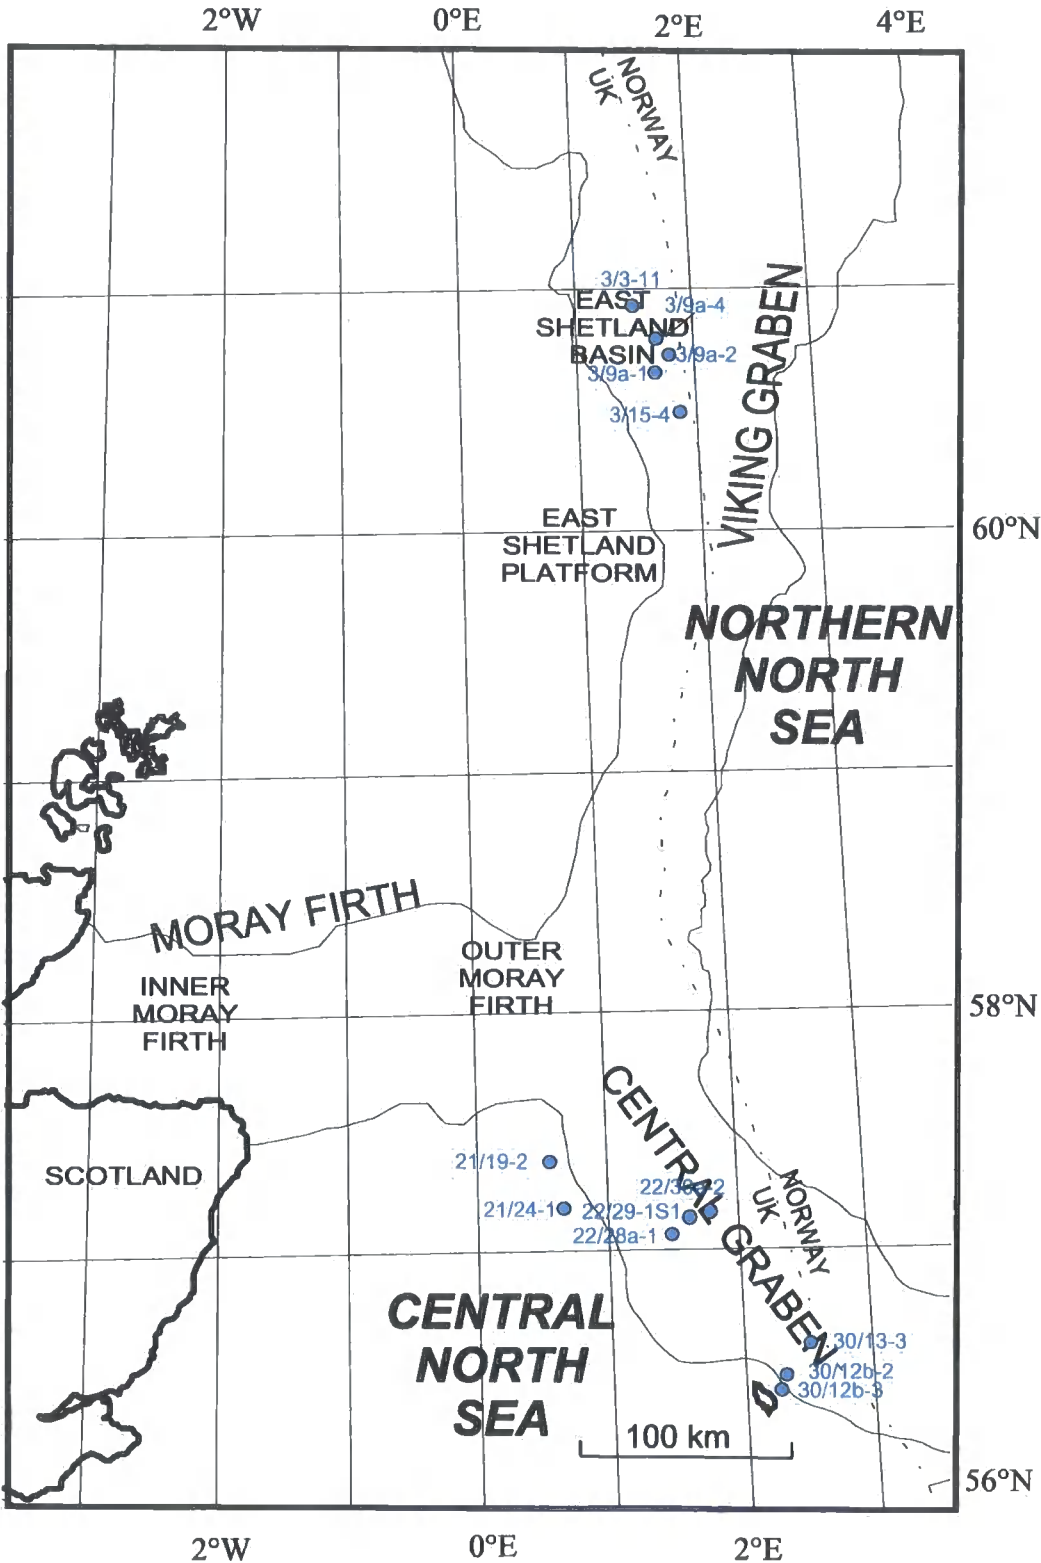 2°W 0°E 2°E 4°E
NORWAY
UK
3/3-11
EAST
3/9a-4
SHETLAND
BASIN
3/9a-2
3/9a-1
3/15-4
VIKING GRABEN
EAST
SHETLAND
PLATFORM
60°N
NORTHERN
NORTH
SEA
MORAY FIRTH
OUTER
MORAY
FIRTH
INNER
MORAY
FIRTH
58°N
CENTRAL GRABEN
21/19-2
SCOTLAND
NORWAY
UK
21/24-1
22/29-1S1
22/28a-1
CENTRAL
NORTH
SEA
30/13-3
30/12b-2
30/12b-3
100 km
56°N
2°W 0°E 2°E